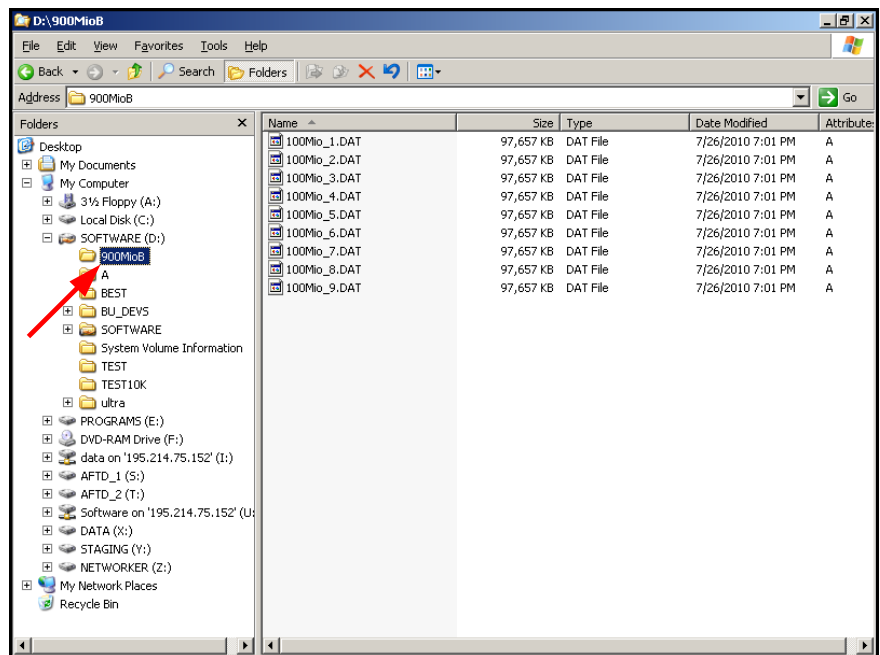 D:\900MioB
File Edit View Favorites Tools Help
Back Search Folders
Address 900MioB Go
Folders
Desktop
My Documents
My Computer
3½ Floppy (A:)
Local Disk (C:)
SOFTWARE (D:)
900MioB
A
BEST
BU_DEVS
SOFTWARE
System Volume Information
TEST
TEST10K
ultra
PROGRAMS (E:)
DVD-RAM Drive (F:)
data on '195.214.75.152' (I:)
AFTD_1 (S:)
AFTD_2 (T:)
Software on '195.214.75.152' (U:
DATA (X:)
STAGING (Y:)
NETWORKER (Z:)
My Network Places
Recycle Bin
Name Size Type Date Modified Attributes
100Mio_1.DAT 97,657 KB DAT File 7/26/2010 7:01 PM A
100Mio_2.DAT 97,657 KB DAT File 7/26/2010 7:01 PM A
100Mio_3.DAT 97,657 KB DAT File 7/26/2010 7:01 PM A
100Mio_4.DAT 97,657 KB DAT File 7/26/2010 7:01 PM A
100Mio_5.DAT 97,657 KB DAT File 7/26/2010 7:01 PM A
100Mio_6.DAT 97,657 KB DAT File 7/26/2010 7:01 PM A
100Mio_7.DAT 97,657 KB DAT File 7/26/2010 7:01 PM A
100Mio_8.DAT 97,657 KB DAT File 7/26/2010 7:01 PM A
100Mio_9.DAT 97,657 KB DAT File 7/26/2010 7:01 PM A